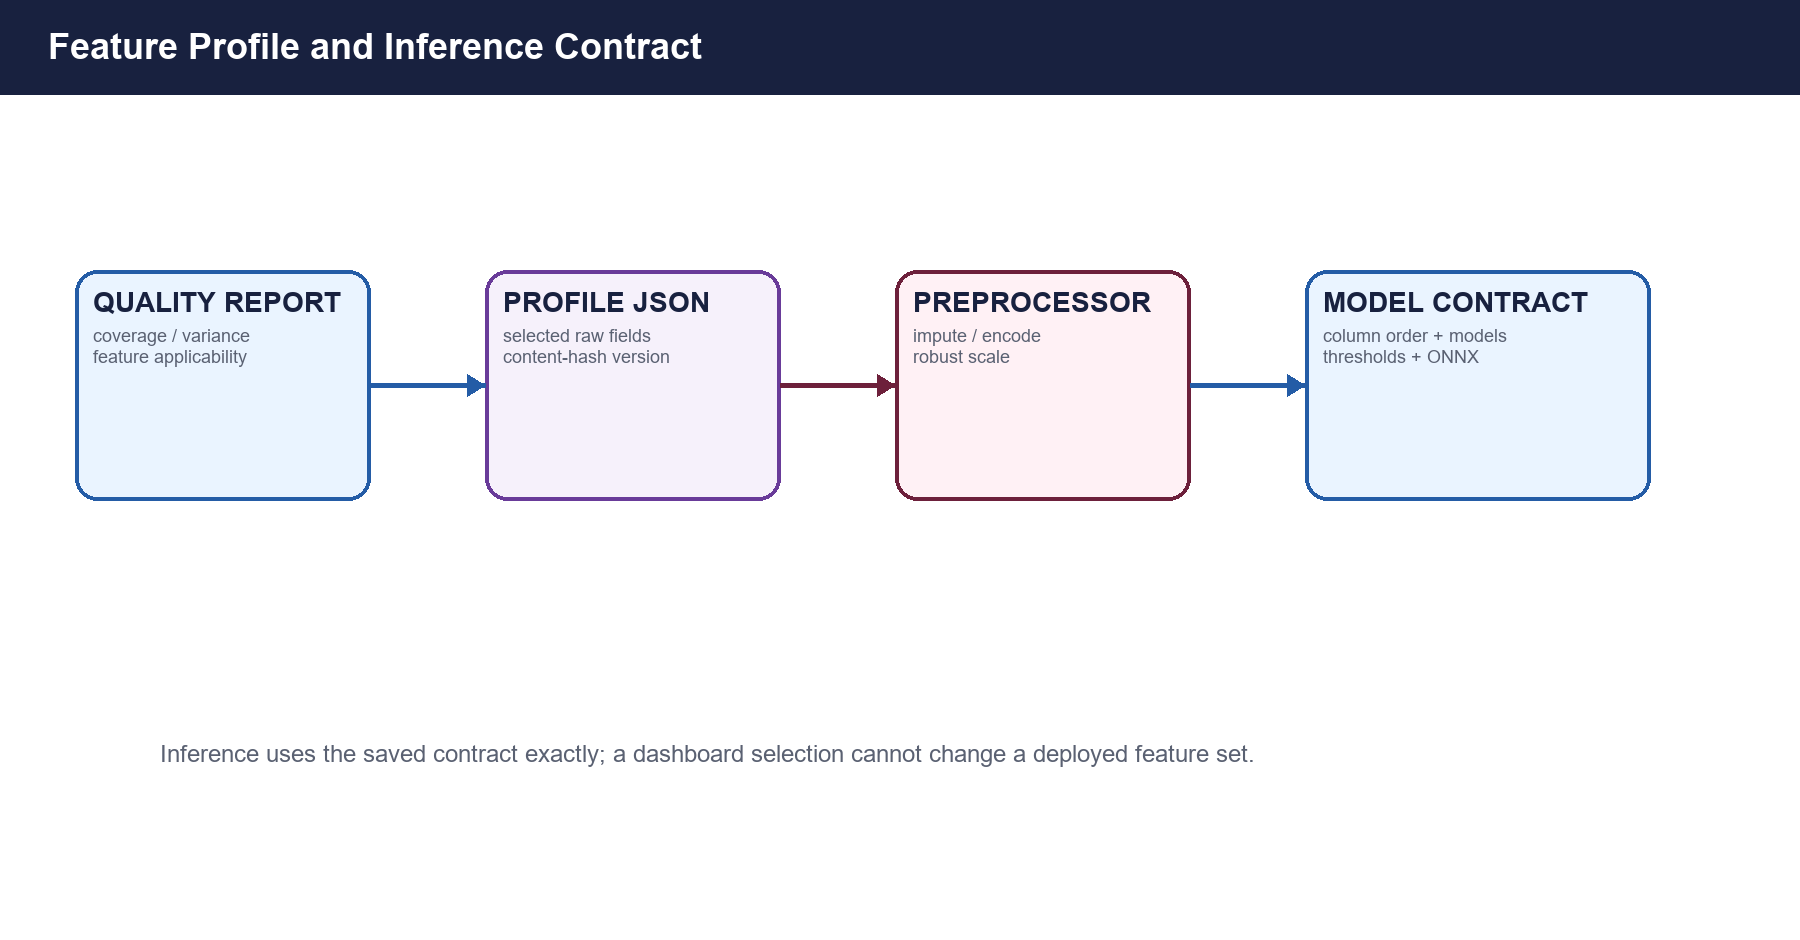 Feature Profile and Inference Contract
QUALITY REPORT
coverage / variance
feature applicability
PROFILE JSON
selected raw fields
content-hash version
PREPROCESSOR
impute / encode
robust scale
MODEL CONTRACT
column order + models
thresholds + ONNX
Inference uses the saved contract exactly; a dashboard selection cannot change a deployed feature set.